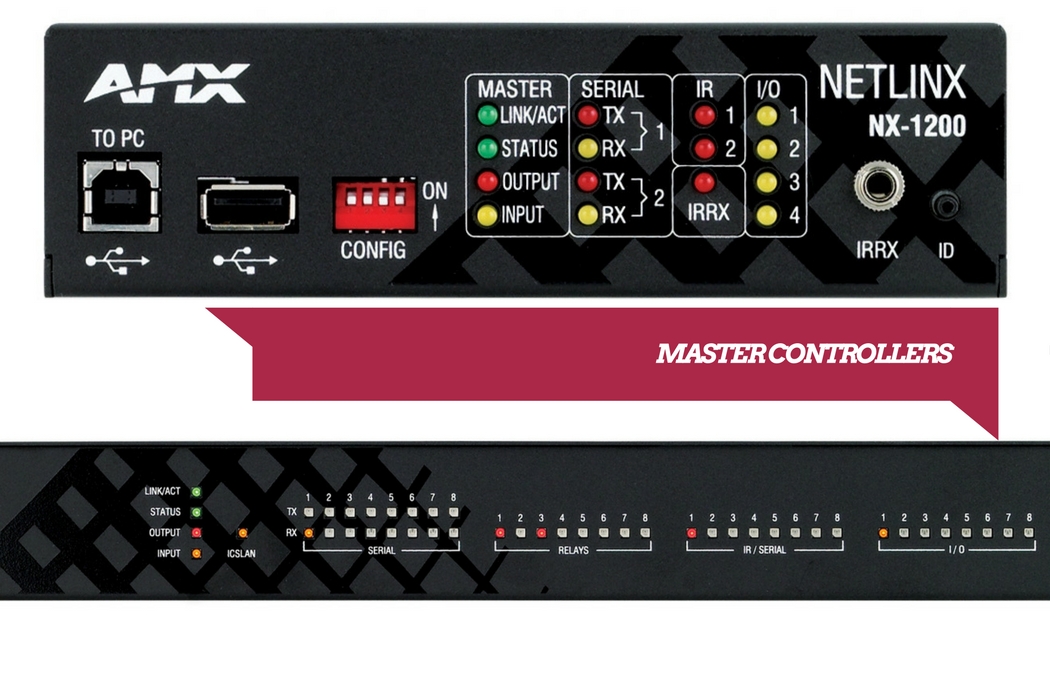 AMX
TO PC
ON
CONFIG
MASTER
LINK/ACT
STATUS
OUTPUT
INPUT
SERIAL
TX
RX
1
TX
RX
2
IR
1
2
IRRX
I/O
1
2
3
4
NETLINX
NX-1200
IRRX
ID
MASTER CONTROLLERS
LINK/ACT
STATUS
OUTPUT
INPUT
ICSLAN
1 2 3 4 5 6 7 8
TX
RX
SERIAL
1 2 3 4 5 6 7 8
RELAYS
1 2 3 4 5 6 7 8
IR / SERIAL
1 2 3 4 5 6 7 8
I / O